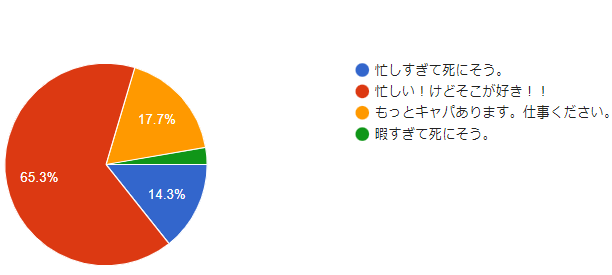 忙しすぎて死にそう。
忙しい！けどそこが好き！！
もっとキャパあります。仕事ください。
暇すぎて死にそう。
17.7%
65.3%
14.3%